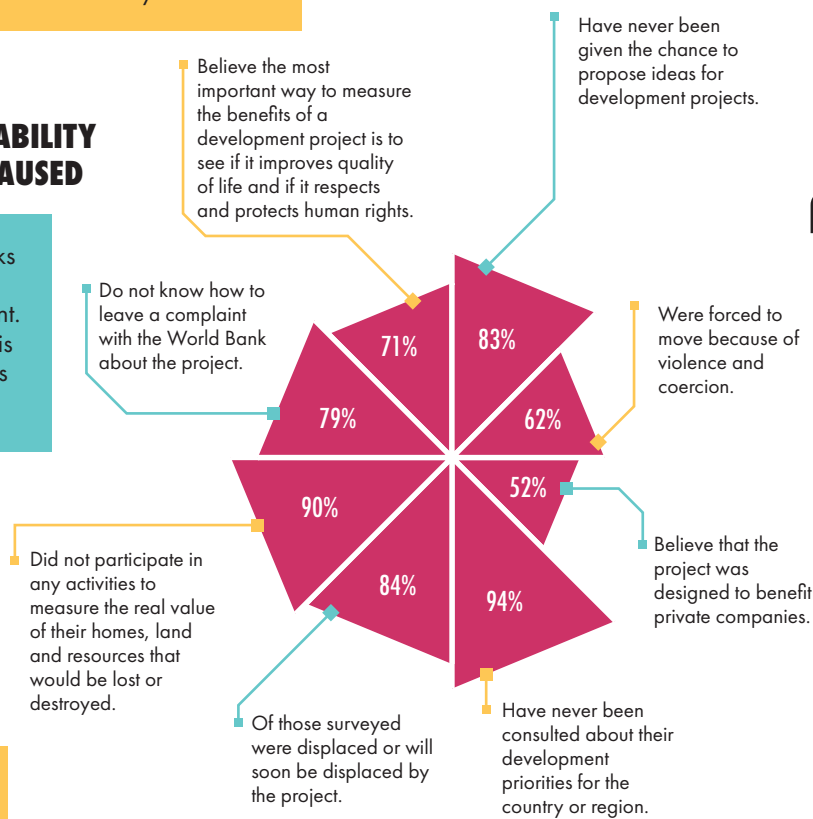 Believe the most
important way to measure
the benefits of a
development project is to
see if it improves quality
of life and if it respects
and protects human rights.
Have never been
given the chance to
propose ideas for
development projects.
ABILITY
AUSED
Do not know how to
leave a complaint
with the World Bank
about the project.
Were forced to
move because of
violence and
coercion.
71%
83%
79%
62%
90%
52%
84%
94%
Did not participate in
any activities to
measure the real value
of their homes, land
and resources that
would be lost or
destroyed.
Believe that the
project was
designed to benefit
private companies.
Of those surveyed
were displaced or will
soon be displaced by
the project.
Have never been
consulted about their
development
priorities for the
country or region.